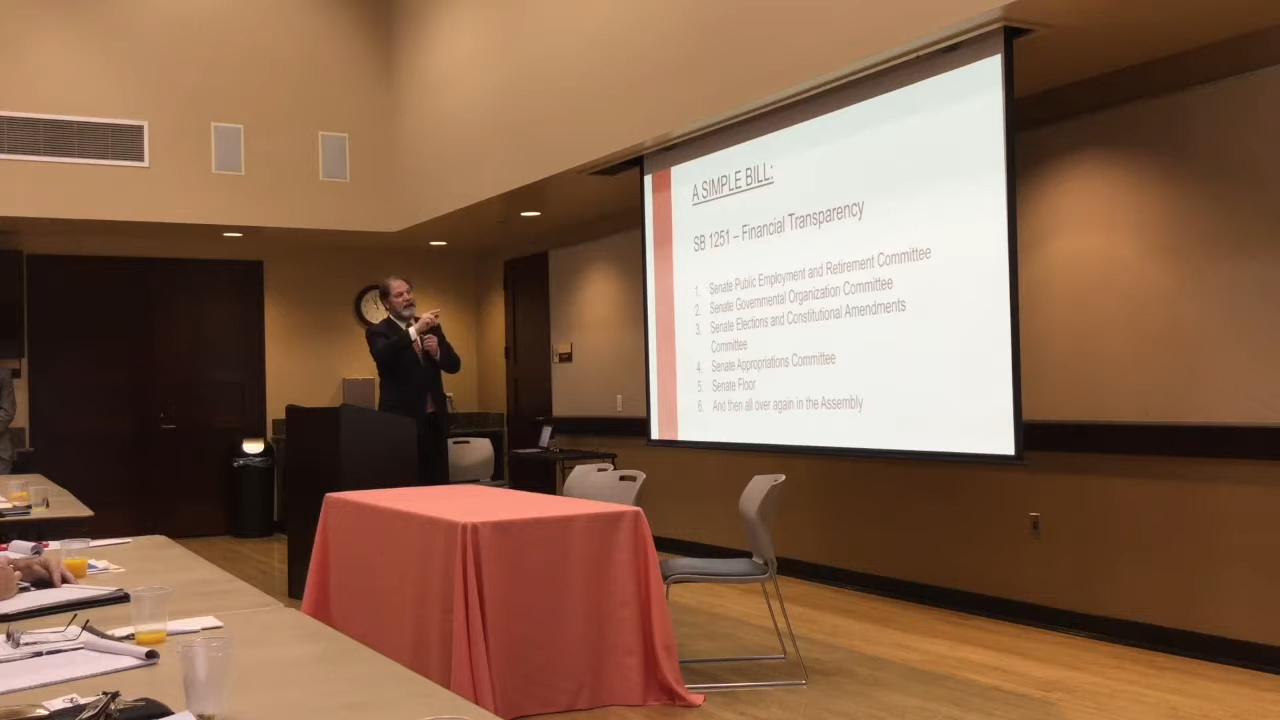 A SIMPLE BILL:
SB 1251 – Financial Transparency
1. Senate Public Employment and Retirement Committee
2. Senate Governmental Organization Committee
3. Senate Elections and Constitutional Amendments
Committee
4. Senate Appropriations Committee
5. Senate Floor
6. And then all over again in the Assembly